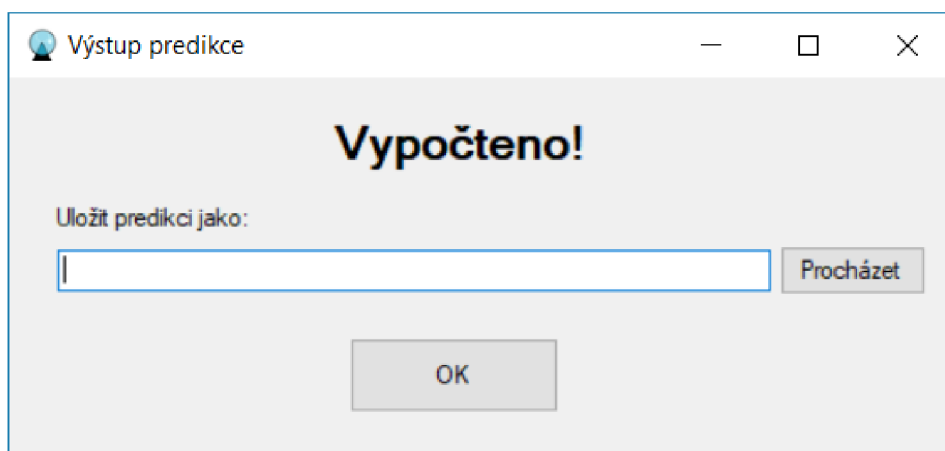 Výstup predikce
Vypočteno!
Uložit predikci jako:
Procházet
OK